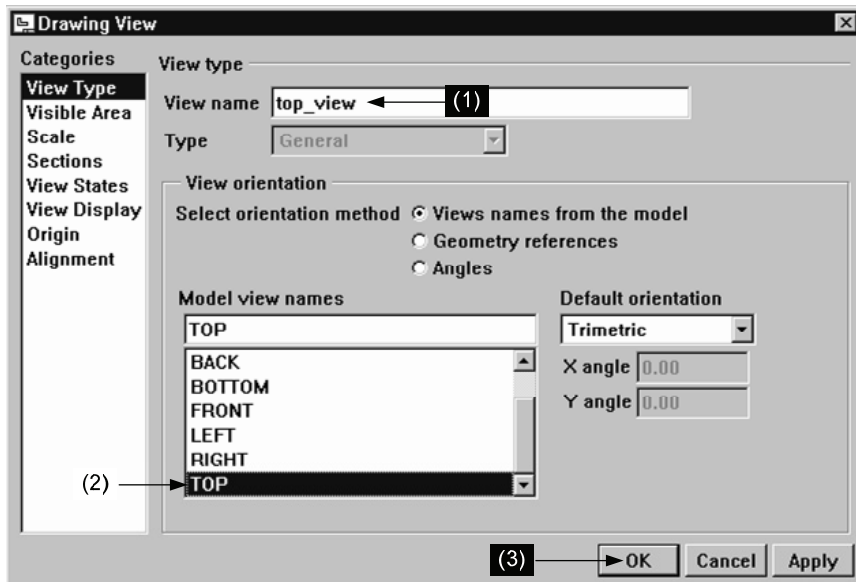 Drawing View
Categories
View Type
Visible Area
Scale
Sections
View States
View Display
Origin
Alignment
View type
View name top_view (1)
Type General
View orientation
Select orientation method Views names from the model
Geometry references
Angles
Model view names
TOP
BACK
BOTTOM
FRONT
LEFT
RIGHT
(2) TOP
Default orientation
Trimetric
X angle 0.00
Y angle 0.00
(3) OK Cancel Apply